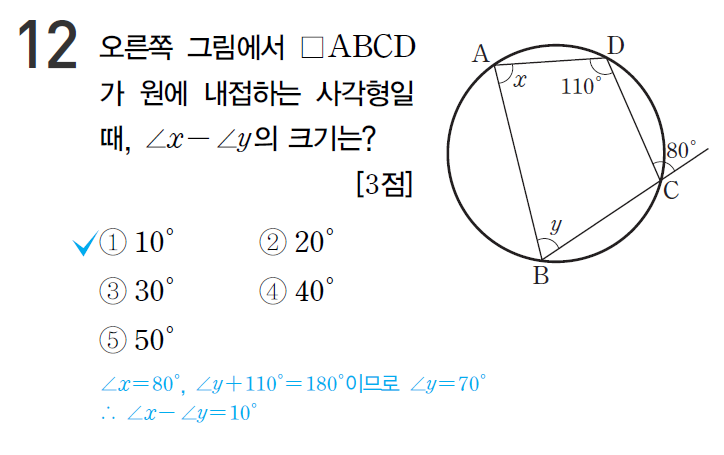 12 오른쪽 그림에서 □ABCD
가 원에 내접하는 사각형일
때, ∠x－∠y의 크기는?
[3점]
① 10° ② 20°
③ 30° ④ 40°
⑤ 50°
∠x=80°, ∠y+110°=180°이므로 ∠y=70°
∴ ∠x－∠y=10°
A
D
x
110°
80°
C
y
B